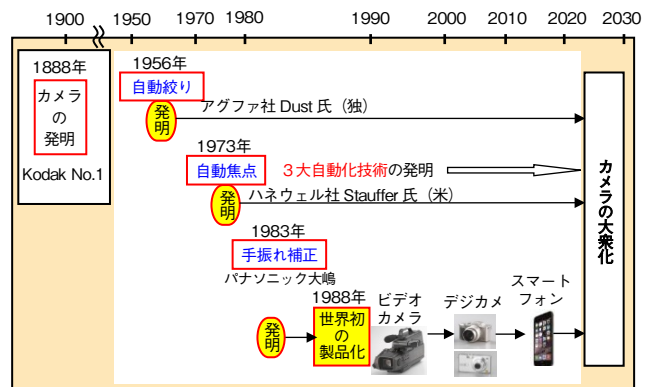 1900 1950 1970 1980 1990 2000 2010 2020 2030
1888年
カメラ
の
発明
Kodak No.1
1956年
自動絞り
発明
アグファ社 Dust 氏（独）
1973年
自動焦点
３大自動化技術の発明
発明
ハネウェル社 Stauffer 氏（米）
1983年
手振れ補正
パナソニック大嶋
発明
1988年
世界初
の
製品化
ビデオ
カメラ
デジカメ
スマート
フォン
カメラの大衆化